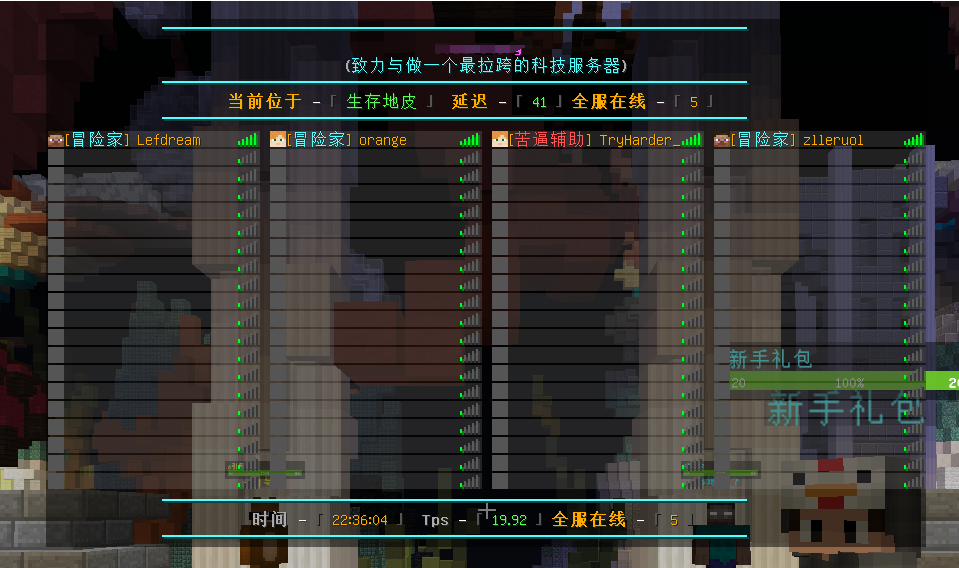 (致力与做一个最拉跨的科技服务器)
当前位于 - 「 生存地皮 」 延迟 - 「 41 」 全服在线 - 「 5 」
[冒险家] Lefdream [冒险家] orange [苦逼辅助] TryHarder_ [冒险家] zlleruol
新手礼包
20 100% 20
新手礼包
时间 - 「 22:36:04 」 Tps - 「 19.92 」 全服在线 - 「 5 」